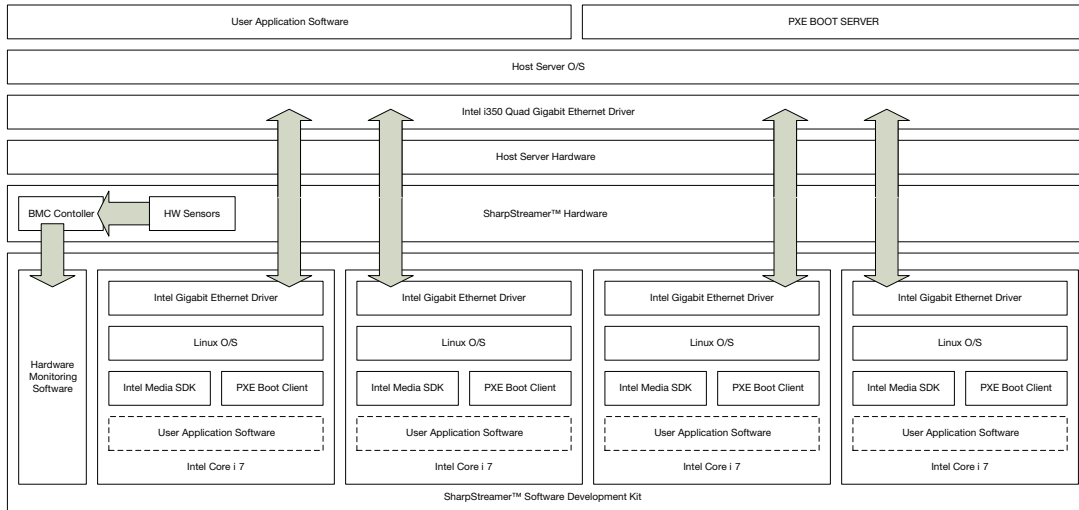 User Application Software
PXE BOOT SERVER
Host Server O/S
Intel i350 Quad Gigabit Ethernet Driver
Host Server Hardware
BMC Contoller
HW Sensors
SharpStreamer™ Hardware
Hardware
Monitoring
Software
Intel Gigabit Ethernet Driver
Linux O/S
Intel Media SDK
PXE Boot Client
User Application Software
Intel Core i 7
Intel Gigabit Ethernet Driver
Linux O/S
Intel Media SDK
PXE Boot Client
User Application Software
Intel Core i 7
Intel Gigabit Ethernet Driver
Linux O/S
Intel Media SDK
PXE Boot Client
User Application Software
Intel Core i 7
Intel Gigabit Ethernet Driver
Linux O/S
Intel Media SDK
PXE Boot Client
User Application Software
Intel Core i 7
SharpStreamer™ Software Development Kit